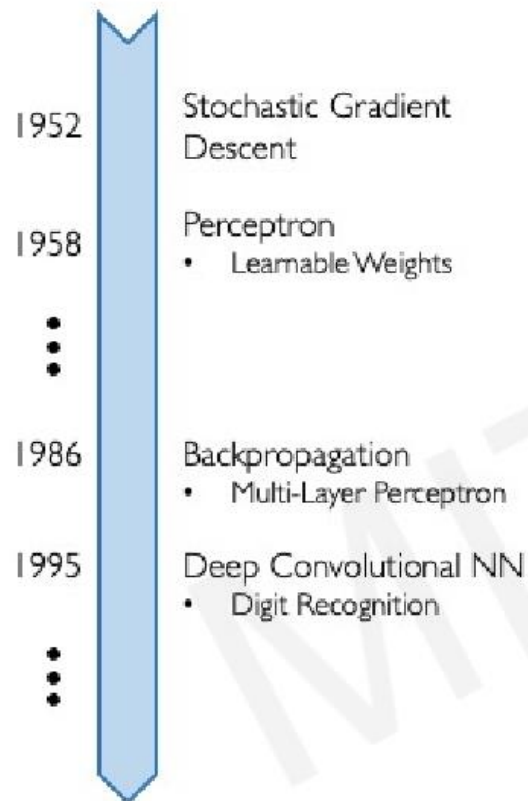 1952 Stochastic Gradient
Descent
1958 Perceptron
• Learnable Weights
1986 Backpropagation
• Multi-Layer Perceptron
1995 Deep Convolutional NN
• Digit Recognition